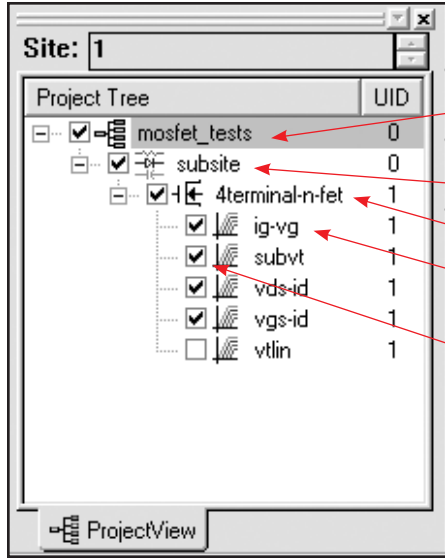 Site: 1
Project Tree UID
mosfet_tests 0
subsite 0
4terminal-n-fet 1
ig-vg 1
subvt 1
vds-id 1
vgs-id 1
vtlin 1
ProjectView